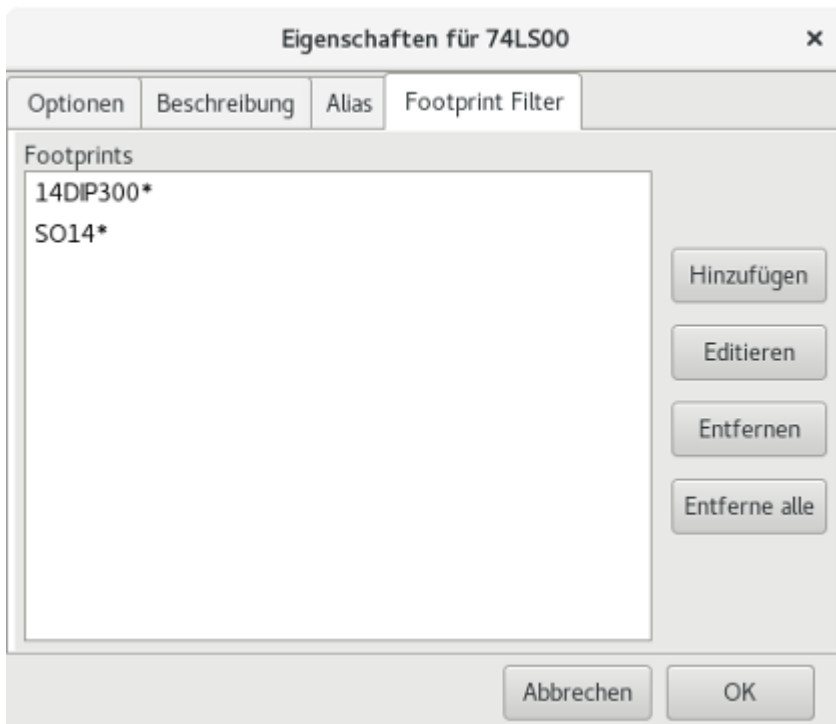 Eigenschaften für 74LS00
Optionen Beschreibung Alias Footprint Filter
Footprints
14DIP300*
SO14*
Hinzufügen
Editieren
Entfernen
Entferne alle
Abbrechen OK